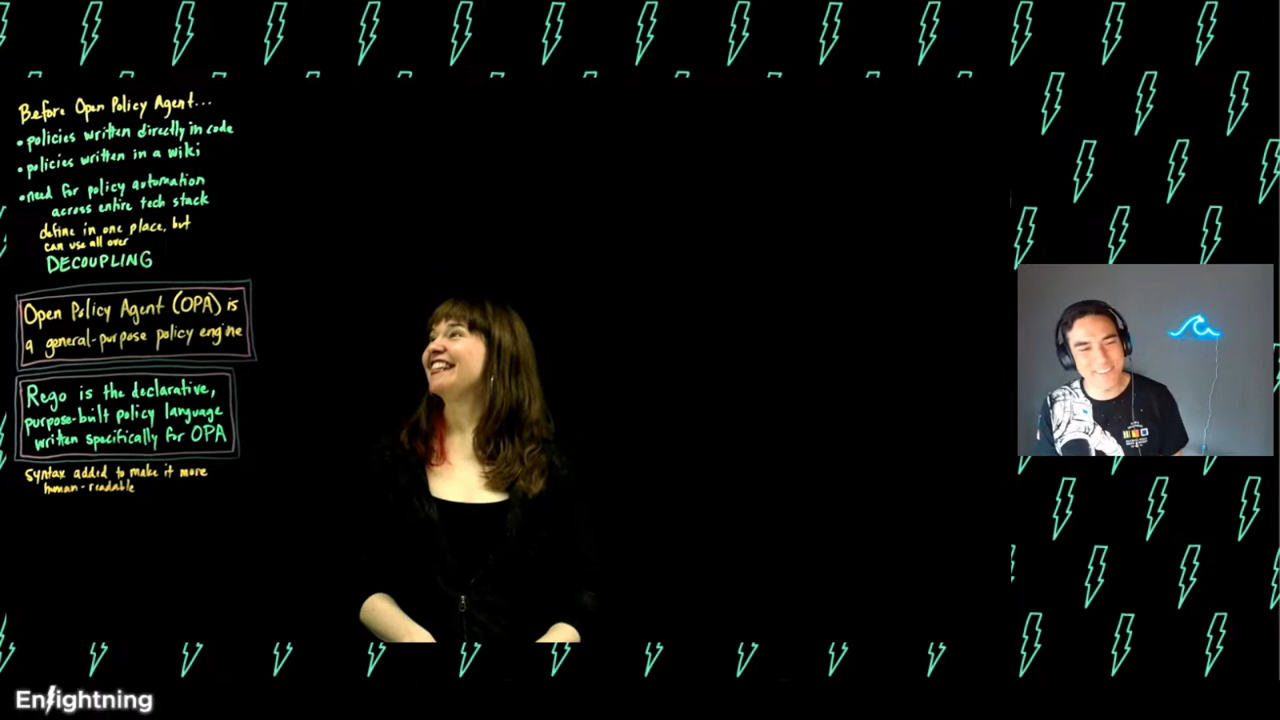 Before Open Policy Agent...
• policies written directly in code
• policies written in a wiki
• need for policy automation
across entire tech stack
define in one place, but
can use all over
DECOUPLING
Open Policy Agent (OPA) is
a general-purpose policy engine
Rego is the declarative,
purpose-built policy language
written specifically for OPA
syntax added to make it more
human-readable
Enlightning